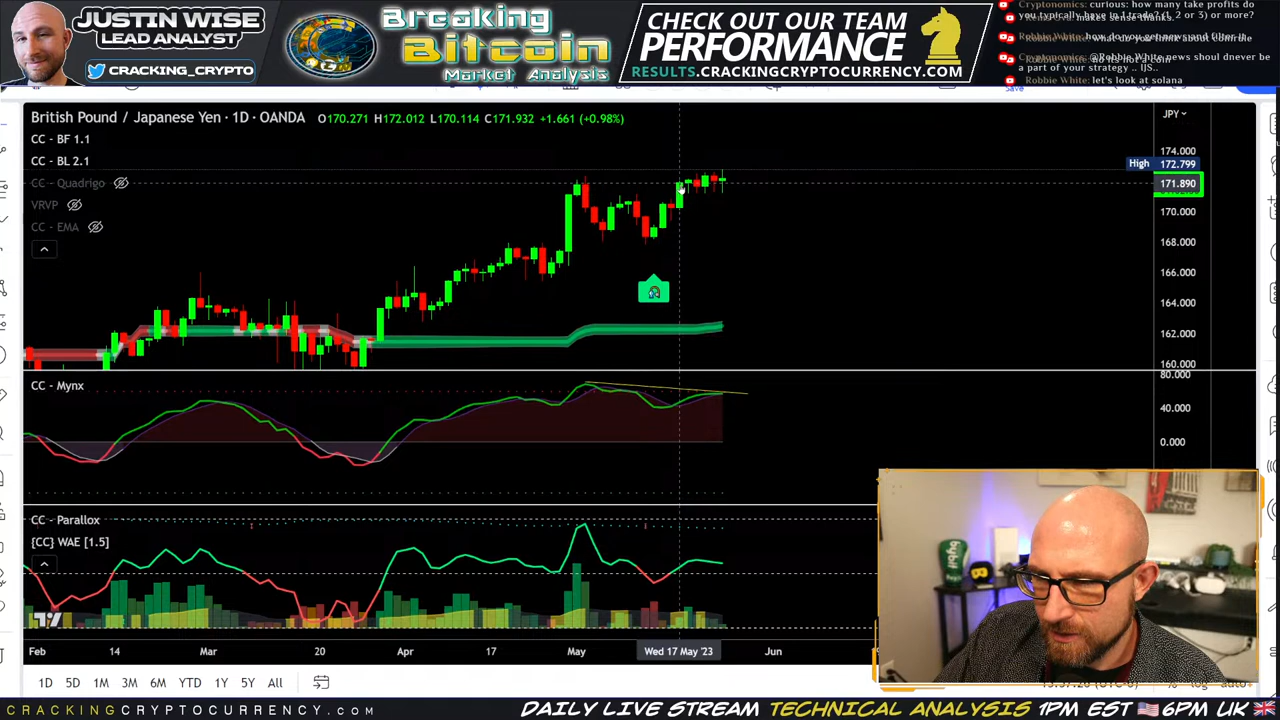 JUSTIN WISE
LEAD ANALYST
CRACKING_CRYPTO
Breaking
Bitcoin
Market Analysis
CHECK OUT OUR TEAM
PERFORMANCE
RESULTS.CRACKINGCRYPTOCURRENCY.COM
Cryptonomics: curious: how many take profits do
you typically have in 1 trade? (1, 2 or 3) or more?
Robbie White: let's look at solana
Save
British Pound / Japanese Yen · 1D · OANDA O170.271 H172.012 L170.114 C171.932 +1.661 (+0.98%)
JPY
CC - BF 1.1
CC - BL 2.1
CC - Quadrigo
VRVP
CC - EMA
174.000
High 172.799
171.890
170.000
168.000
166.000
164.000
162.000
160.000
CC - Mynx
80.000
40.000
0.000
CC - Parallox
{CC} WAE [1.5]
Feb 14 Mar 20 Apr 17 May Wed 17 May '23 Jun
1D 5D 1M 3M 6M YTD 1Y 5Y All
bybit
CRACKINGCRYPTOCURRENCY.COM
DAILY LIVE STREAM TECHNICAL ANALYSIS 1PM EST 6PM UK